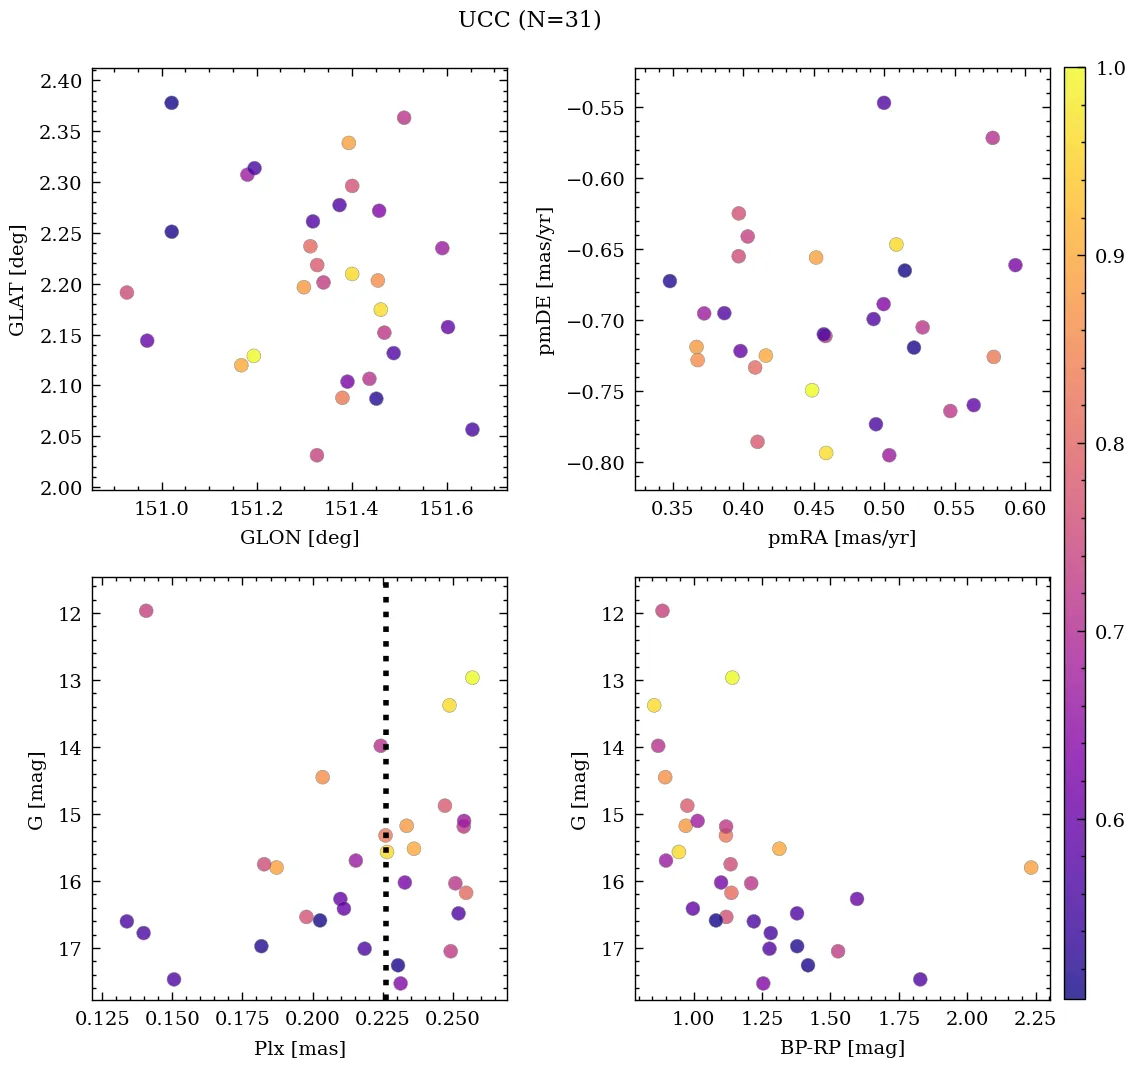 UCC (N=31)
2.40
2.35
2.30
2.25
2.20
2.15
2.10
2.05
2.00
GLAT [deg]
151.0 151.2 151.4 151.6
GLON [deg]
−0.55
−0.60
−0.65
−0.70
−0.75
−0.80
pmDE [mas/yr]
0.35 0.40 0.45 0.50 0.55 0.60
pmRA [mas/yr]
12
13
14
15
16
17
G [mag]
0.125 0.150 0.175 0.200 0.225 0.250
Plx [mas]
12
13
14
15
16
17
G [mag]
1.00 1.25 1.50 1.75 2.00 2.25
BP-RP [mag]
1.0
0.9
0.8
0.7
0.6